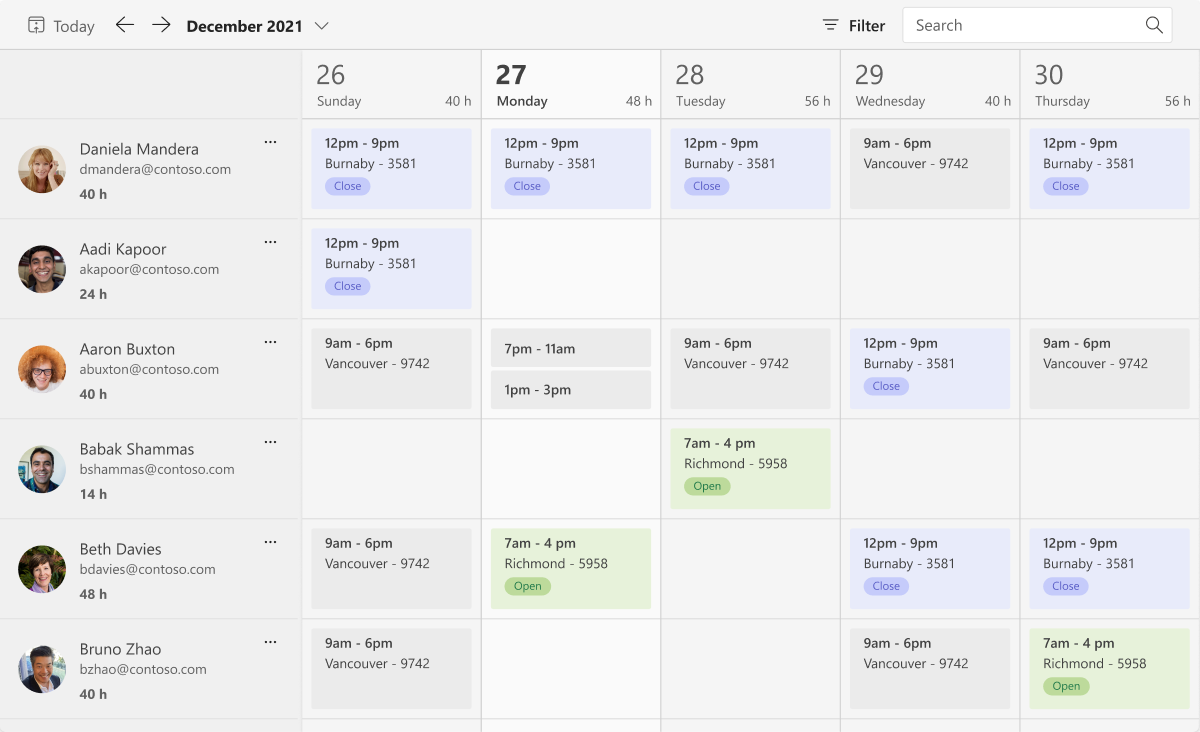 Today December 2021 Filter Search
26 27 28 29 30
Sunday 40 h Monday 48 h Tuesday 56 h Wednesday 40 h Thursday 56 h
Daniela Mandera
dmandera@contoso.com
40 h
12pm - 9pm
Burnaby - 3581
Close
12pm - 9pm
Burnaby - 3581
Close
12pm - 9pm
Burnaby - 3581
Close
9am - 6pm
Vancouver - 9742
12pm - 9pm
Burnaby - 3581
Close
Aadi Kapoor
akapoor@contoso.com
24 h
12pm - 9pm
Burnaby - 3581
Close
Aaron Buxton
abuxton@contoso.com
40 h
9am - 6pm
Vancouver - 9742
7pm - 11am
1pm - 3pm
9am - 6pm
Vancouver - 9742
12pm - 9pm
Burnaby - 3581
Close
9am - 6pm
Vancouver - 9742
Babak Shammas
bshammas@contoso.com
14 h
7am - 4 pm
Richmond - 5958
Open
Beth Davies
bdavies@contoso.com
48 h
9am - 6pm
Vancouver - 9742
7am - 4 pm
Richmond - 5958
Open
12pm - 9pm
Burnaby - 3581
Close
12pm - 9pm
Burnaby - 3581
Close
Bruno Zhao
bzhao@contoso.com
40 h
9am - 6pm
Vancouver - 9742
9am - 6pm
Vancouver - 9742
7am - 4 pm
Richmond - 5958
Open